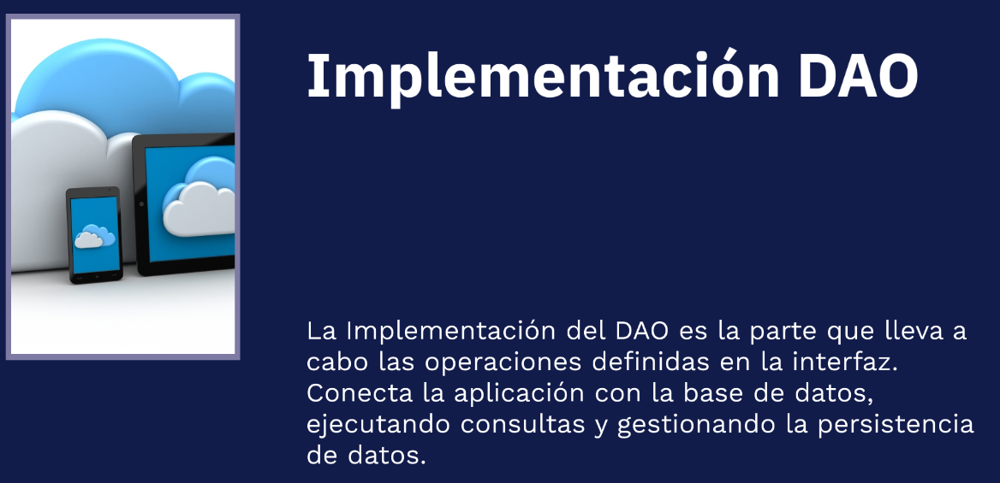 Implementación DAO
La Implementación del DAO es la parte que lleva a
cabo las operaciones definidas en la interfaz.
Conecta la aplicación con la base de datos,
ejecutando consultas y gestionando la persistencia
de datos.